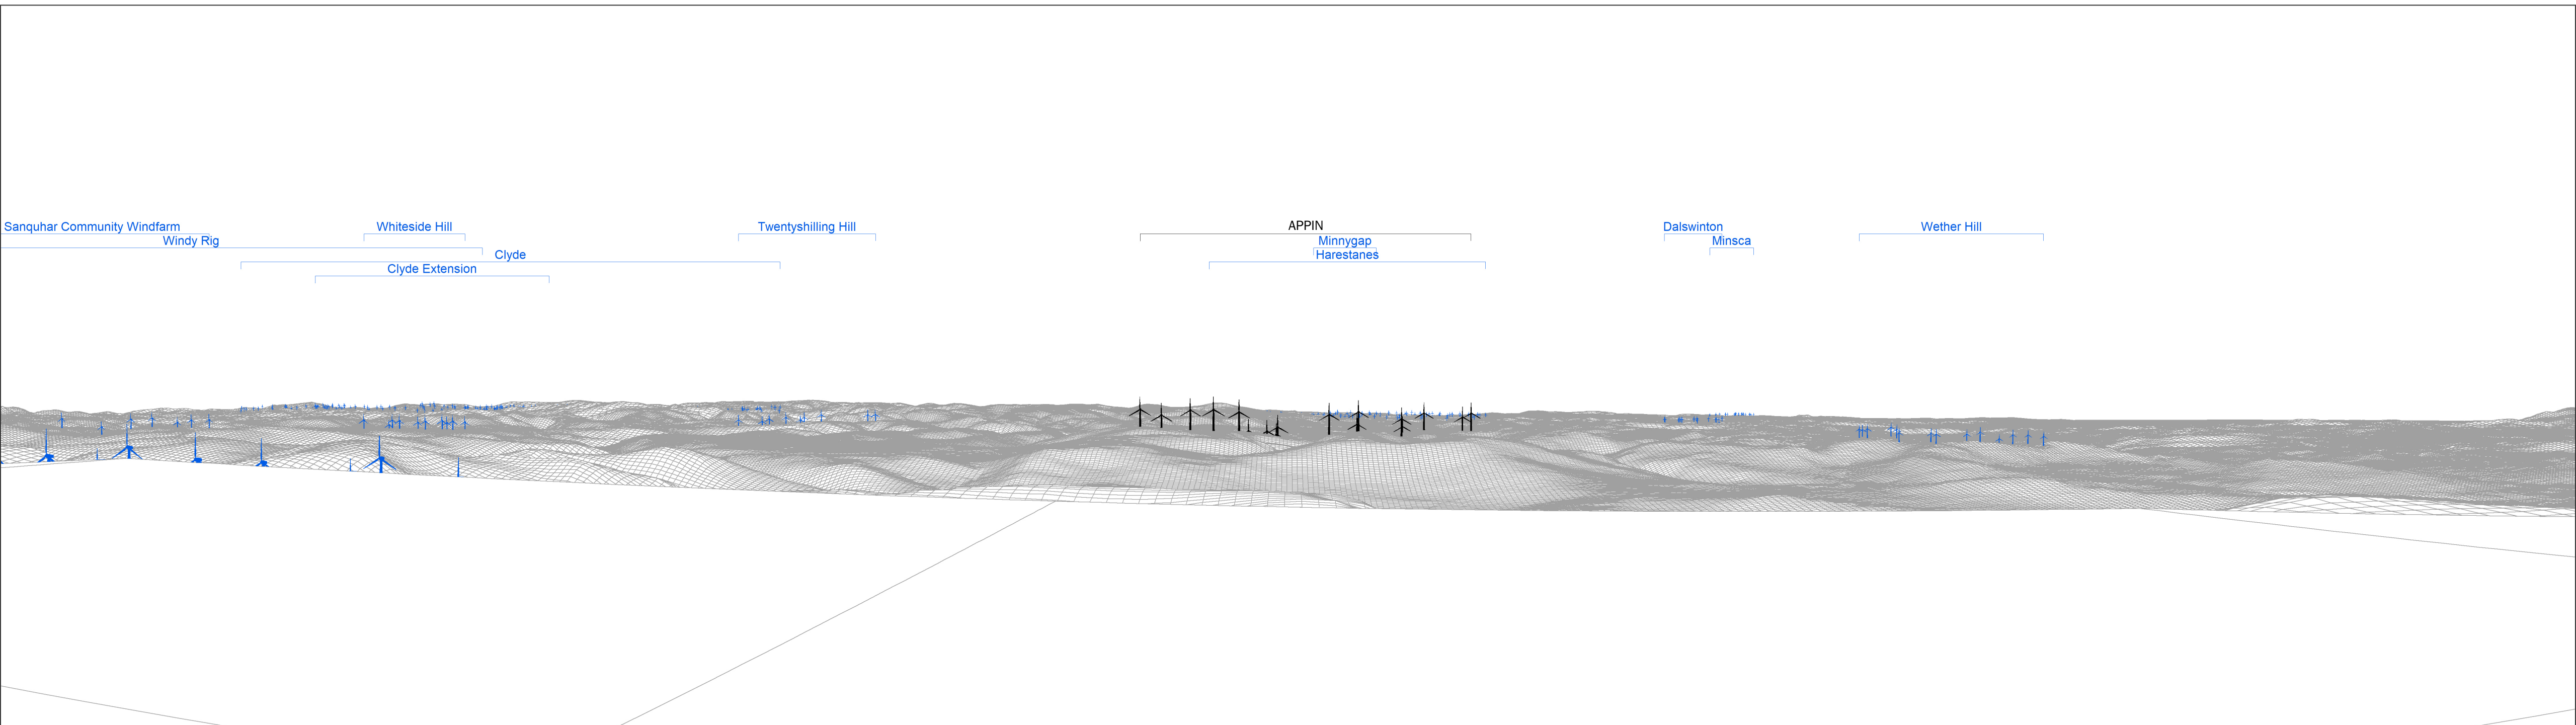 Sanquhar Community Windfarm
Whiteside Hill
Twentyshilling Hill
APPIN
Dalswinton
Wether Hill
Windy Rig
Minnygap
Minsca
Clyde
Harestanes
Clyde Extension